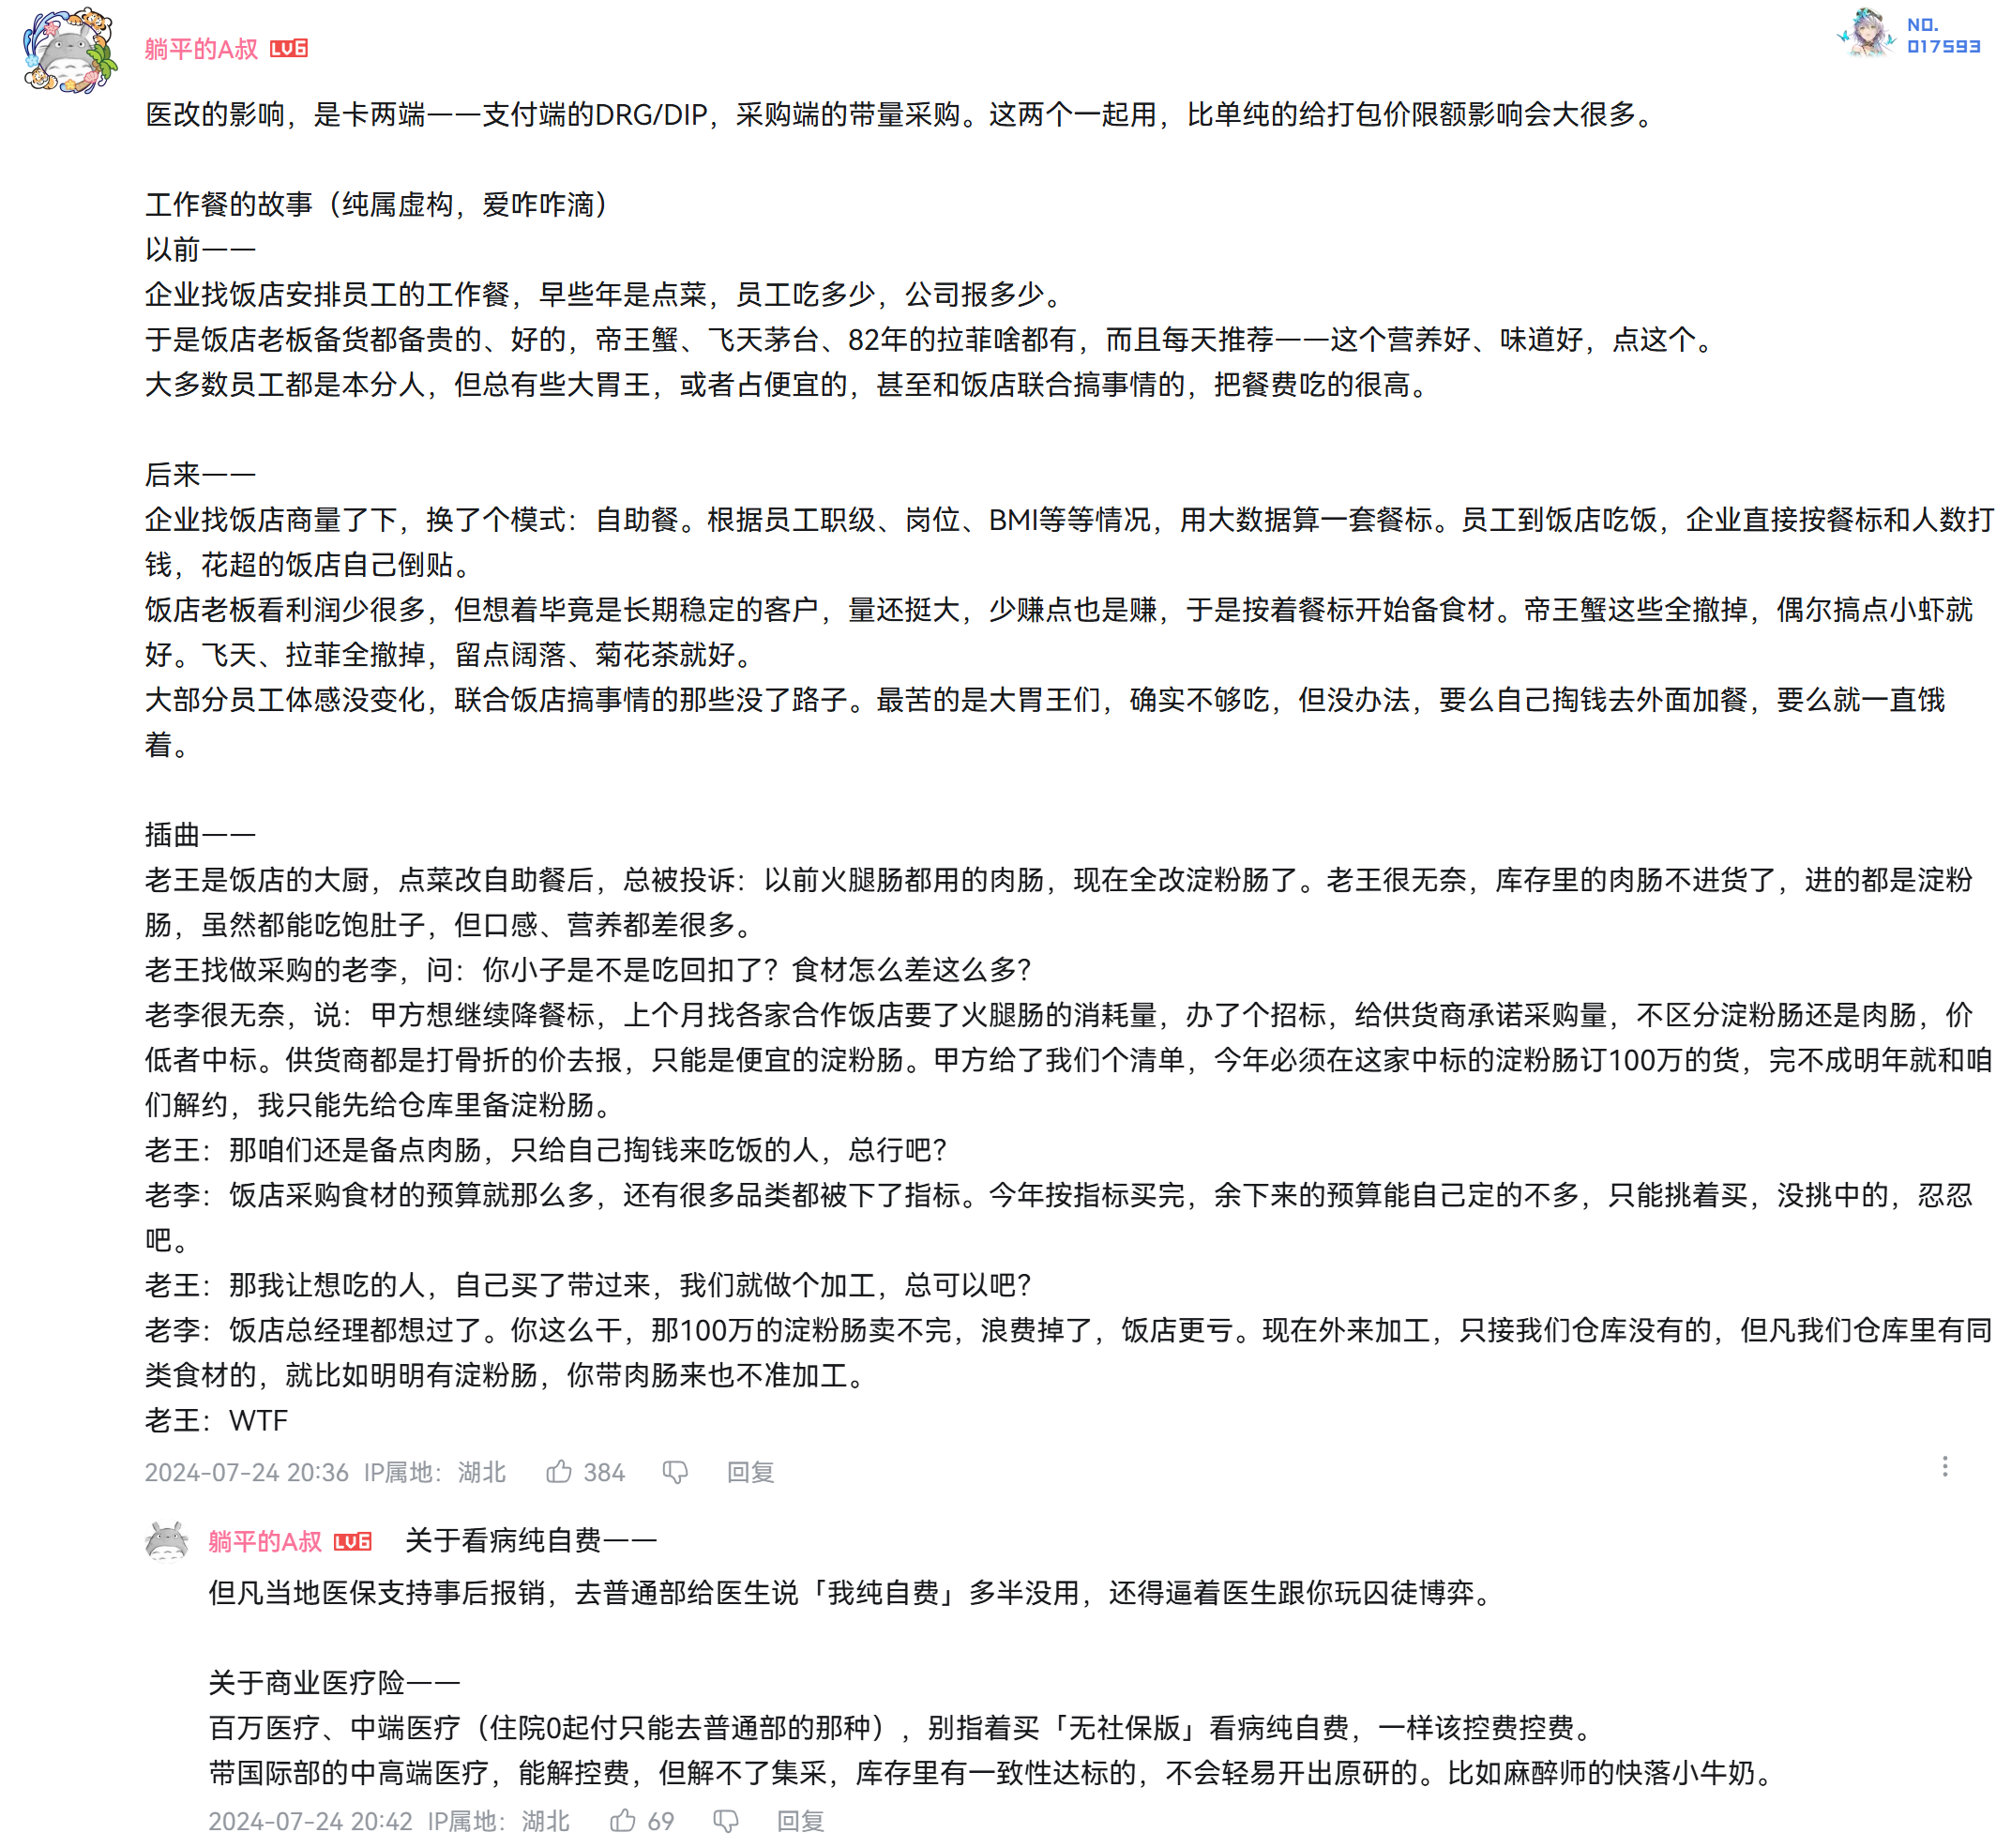 躺平的A叔 LV6
NO.
017593
医改的影响，是卡两端——支付端的DRG/DIP，采购端的带量采购。这两个一起用，比单纯的给打包价限额影响会大很多。
工作餐的故事（纯属虚构，爱咋咋滴）
以前——
企业找饭店安排员工的工作餐，早些年是点菜，员工吃多少，公司报多少。
于是饭店老板备货都备贵的、好的，帝王蟹、飞天茅台、82年的拉菲啥都有，而且每天推荐——这个营养好、味道好，点这个。
大多数员工都是本分人，但总有些大胃王，或者占便宜的，甚至和饭店联合搞事情的，把餐费吃的很高。
后来——
企业找饭店商量了下，换了个模式：自助餐。根据员工职级、岗位、BMI等等情况，用大数据算一套餐标。员工到饭店吃饭，企业直接按餐标和人数打
钱，花超的饭店自己倒贴。
饭店老板看利润少很多，但想着毕竟是长期稳定的客户，量还挺大，少赚点也是赚，于是按着餐标开始备食材。帝王蟹这些全撤掉，偶尔搞点小虾就
好。飞天、拉菲全撤掉，留点阔落、菊花茶就好。
大部分员工体感没变化，联合饭店搞事情的那些没了路子。最苦的是大胃王们，确实不够吃，但没办法，要么自己掏钱去外面加餐，要么就一直饿
着。
插曲——
老王是饭店的大厨，点菜改自助餐后，总被投诉：以前火腿肠都用的肉肠，现在全改淀粉肠了。老王很无奈，库存里的肉肠不进货了，进的都是淀粉
肠，虽然都能吃饱肚子，但口感、营养都差很多。
老王找做采购的老李，问：你小子是不是吃回扣了？食材怎么差这么多？
老李很无奈，说：甲方想继续降餐标，上个月找各家合作饭店要了火腿肠的消耗量，办了个招标，给供货商承诺采购量，不区分淀粉肠还是肉肠，价
低者中标。供货商都是打骨折的价去报，只能是便宜的淀粉肠。甲方给了我们个清单，今年必须在这家中标的淀粉肠订100万的货，完不成明年就和咱
们解约，我只能先给仓库里备淀粉肠。
老王：那咱们还是备点肉肠，只给自己掏钱来吃饭的人，总行吧？
老李：饭店采购食材的预算就那么多，还有很多品类都被下了指标。今年按指标买完，余下来的预算能自己定的不多，只能挑着买，没挑中的，忍忍
吧。
老王：那我让想吃的人，自己买了带过来，我们就做个加工，总可以吧？
老李：饭店总经理都想过了。你这么干，那100万的淀粉肠卖不完，浪费掉了，饭店更亏。现在外来加工，只接我们仓库没有的，但凡我们仓库里有同
类食材的，就比如明明有淀粉肠，你带肉肠来也不准加工。
老王：WTF
2024-07-24 20:36 IP属地：湖北 384 回复
躺平的A叔 LV6 关于看病纯自费——
但凡当地医保支持事后报销，去普通部给医生说「我纯自费」多半没用，还得逼着医生跟你玩囚徒博弈。
关于商业医疗险——
百万医疗、中端医疗（住院0起付只能去普通部的那种），别指着买「无社保版」看病纯自费，一样该控费控费。
带国际部的中高端医疗，能解控费，但解不了集采，库存里有一致性达标的，不会轻易开出原研的。比如麻醉师的快落小牛奶。
2024-07-24 20:42 IP属地：湖北 69 回复